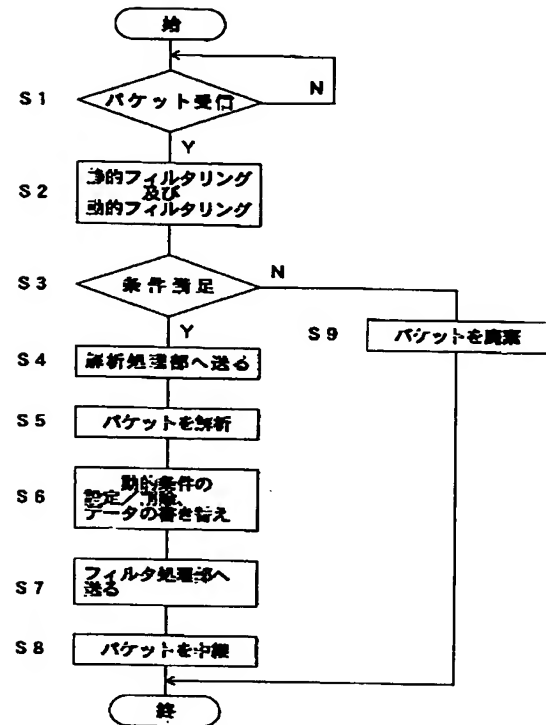 始
S1
パケット受信
N
Y
S2
静的フィルタリング
及び
動的フィルタリング
S3
条件満足
N
Y
S4
解析処理部へ送る
S9
パケットを廃棄
S5
パケットを解析
S6
動的条件の
設定/削除、
データの書き替え
S7
フィルタ処理部へ
送る
S8
パケットを中継
終